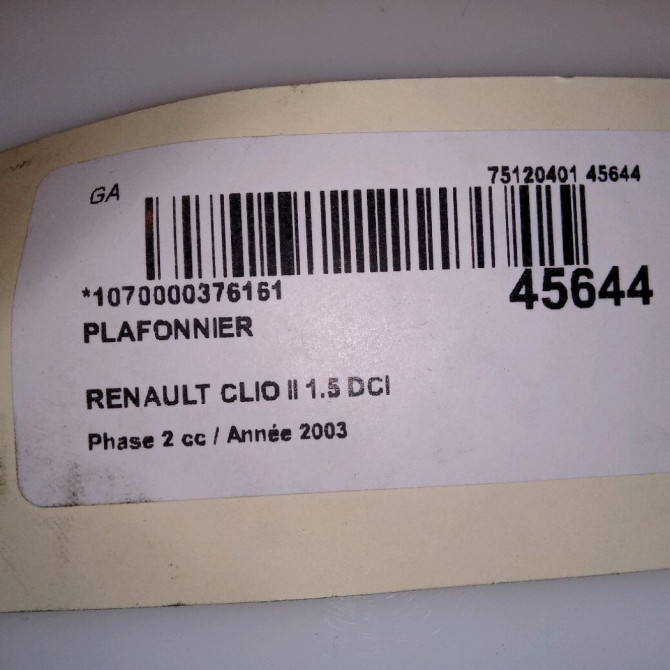 GA
75120401 45644
*1070000376161
45644
PLAFONNIER
RENAULT CLIO II 1.5 DCI
Phase 2 cc / Année 2003